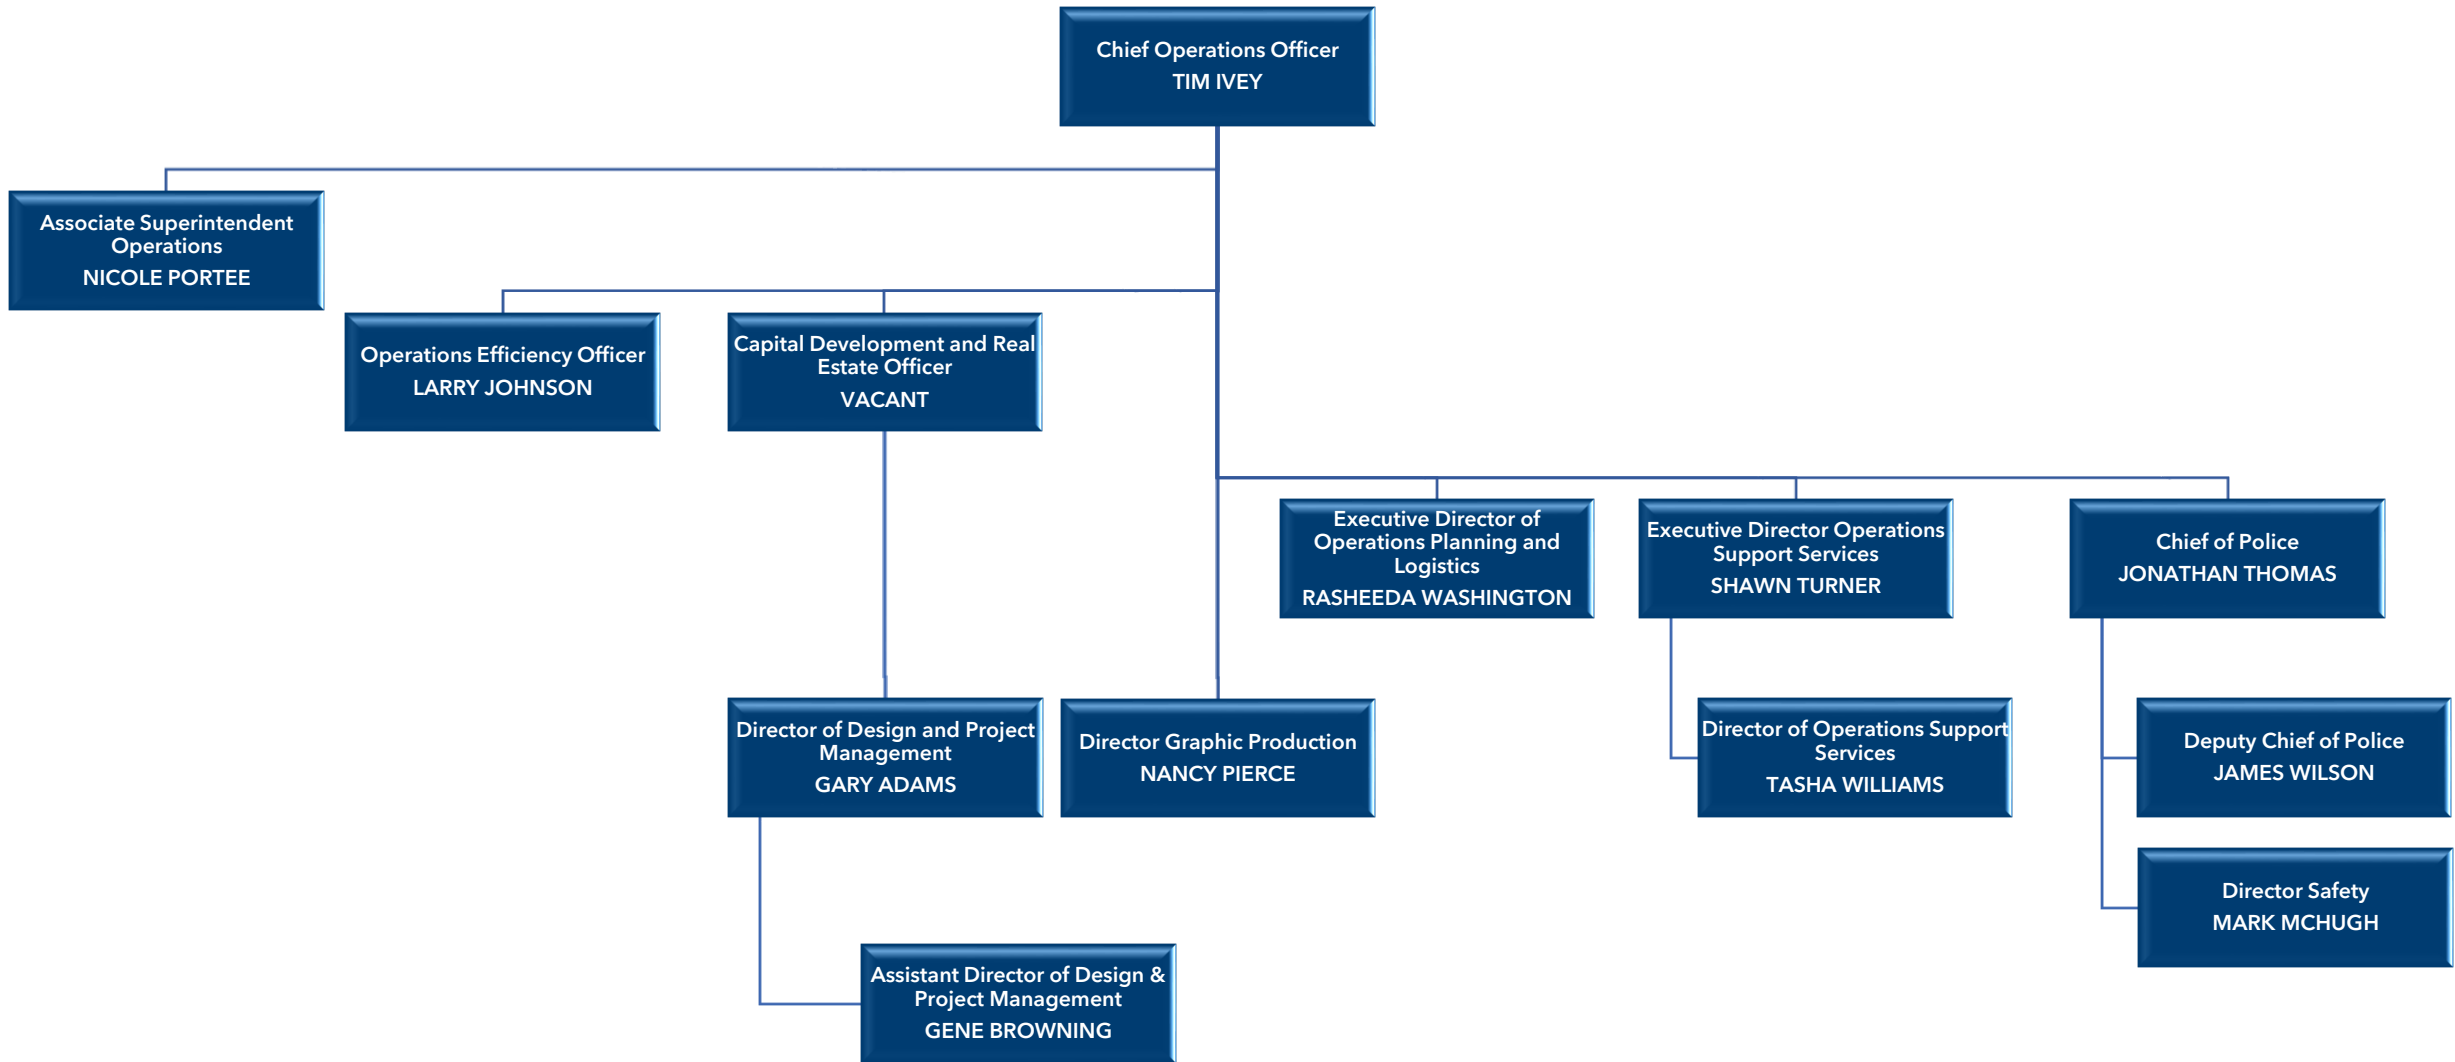 Chief Operations Officer
TIM IVEY
Associate Superintendent
Operations
NICOLE PORTEE
Operations Efficiency Officer
LARRY JOHNSON
Capital Development and Real
Estate Officer
VACANT
Executive Director of
Operations Planning and
Logistics
RASHEEDA WASHINGTON
Executive Director Operations
Support Services
SHAWN TURNER
Chief of Police
JONATHAN THOMAS
Director of Design and Project
Management
GARY ADAMS
Director Graphic Production
NANCY PIERCE
Director of Operations Support
Services
TASHA WILLIAMS
Deputy Chief of Police
JAMES WILSON
Director Safety
MARK MCHUGH
Assistant Director of Design &
Project Management
GENE BROWNING